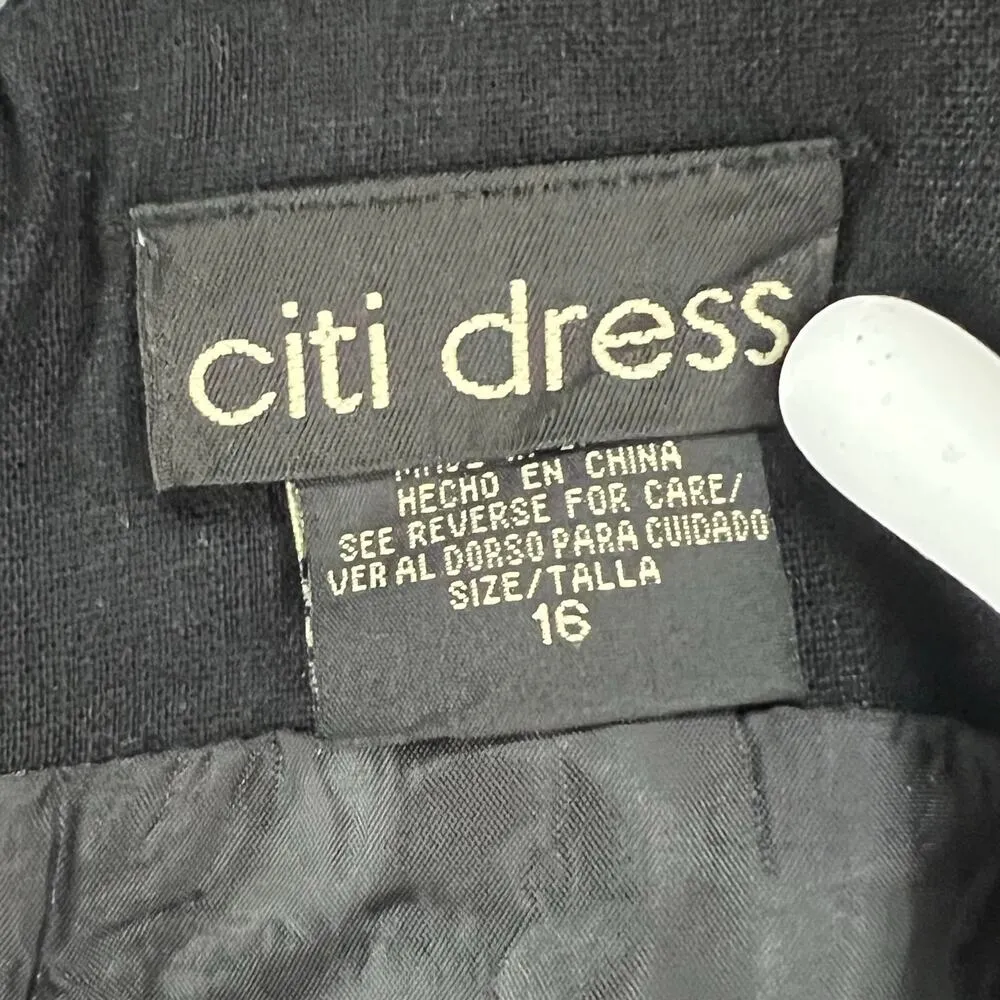 citi dress
HECHO EN CHINA
SEE REVERSE FOR CARE/
VER AL DORSO PARA CUIDADO
SIZE/TALLA
16